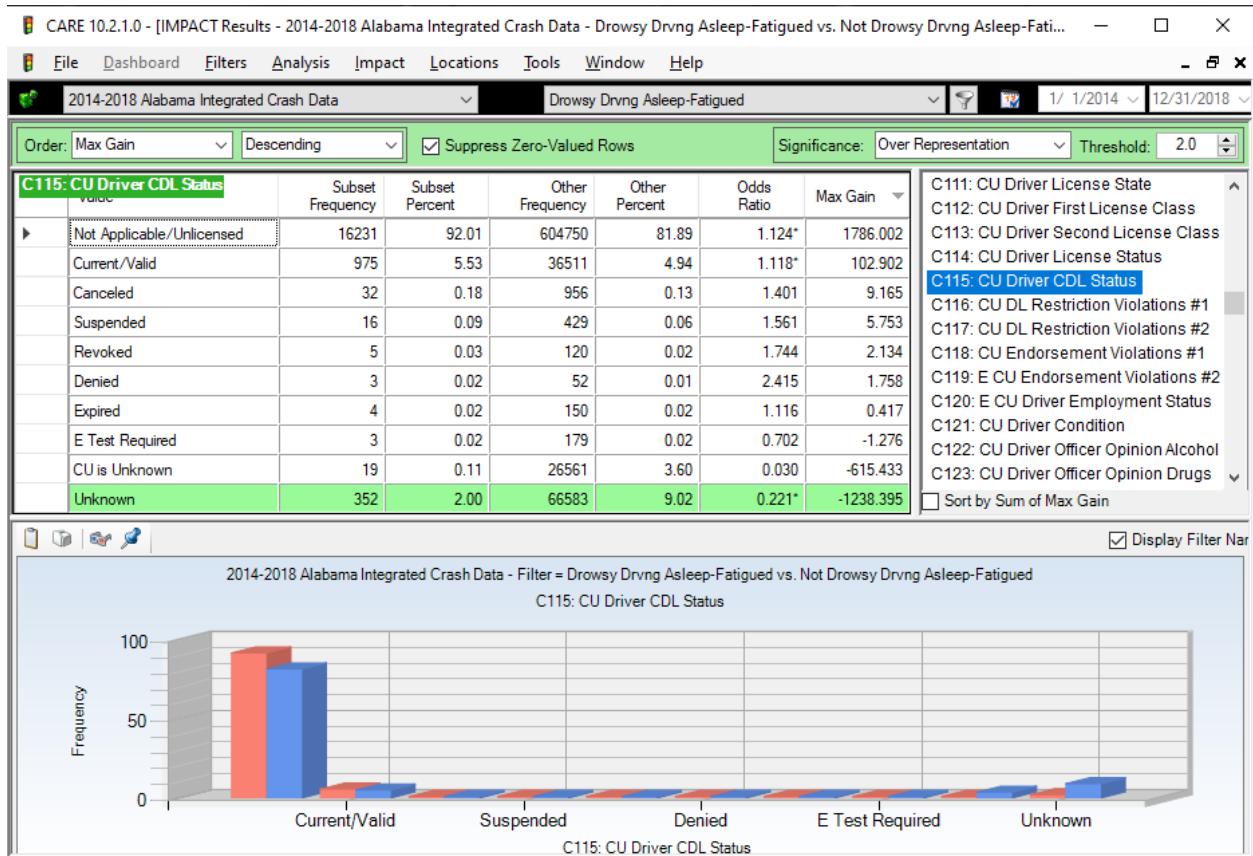 CARE 10.2.1.0 - [IMPACT Results - 2014-2018 Alabama Integrated Crash Data - Drowsy Drvng Asleep-Fatigued vs. Not Drowsy Drvng Asleep-Fati...
File Dashboard Filters Analysis Impact Locations Tools Window Help
2014-2018 Alabama Integrated Crash Data Drowsy Drvng Asleep-Fatigued 1/ 1/2014 12/31/2018
Order: Max Gain Descending Suppress Zero-Valued Rows Significance: Over Representation Threshold: 2.0
C115: CU Driver CDL Status Subset Frequency Subset Percent Other Frequency Other Percent Odds Ratio Max Gain
Not Applicable/Unlicensed 16231 92.01 604750 81.89 1.124* 1786.002
Current/Valid 975 5.53 36511 4.94 1.118* 102.902
Canceled 32 0.18 956 0.13 1.401 9.165
Suspended 16 0.09 429 0.06 1.561 5.753
Revoked 5 0.03 120 0.02 1.744 2.134
Denied 3 0.02 52 0.01 2.415 1.758
Expired 4 0.02 150 0.02 1.116 0.417
E Test Required 3 0.02 179 0.02 0.702 -1.276
CU is Unknown 19 0.11 26561 3.60 0.030 -615.433
Unknown 352 2.00 66583 9.02 0.221* -1238.395
C111: CU Driver License State
C112: CU Driver First License Class
C113: CU Driver Second License Class
C114: CU Driver License Status
C115: CU Driver CDL Status
C116: CU DL Restriction Violations #1
C117: CU DL Restriction Violations #2
C118: CU Endorsement Violations #1
C119: E CU Endorsement Violations #2
C120: E CU Driver Employment Status
C121: CU Driver Condition
C122: CU Driver Officer Opinion Alcohol
C123: CU Driver Officer Opinion Drugs
Sort by Sum of Max Gain
Display Filter Nar
2014-2018 Alabama Integrated Crash Data - Filter = Drowsy Drvng Asleep-Fatigued vs. Not Drowsy Drvng Asleep-Fatigued
C115: CU Driver CDL Status
100
50
0
Frequency
Current/Valid Suspended Denied E Test Required Unknown
C115: CU Driver CDL Status